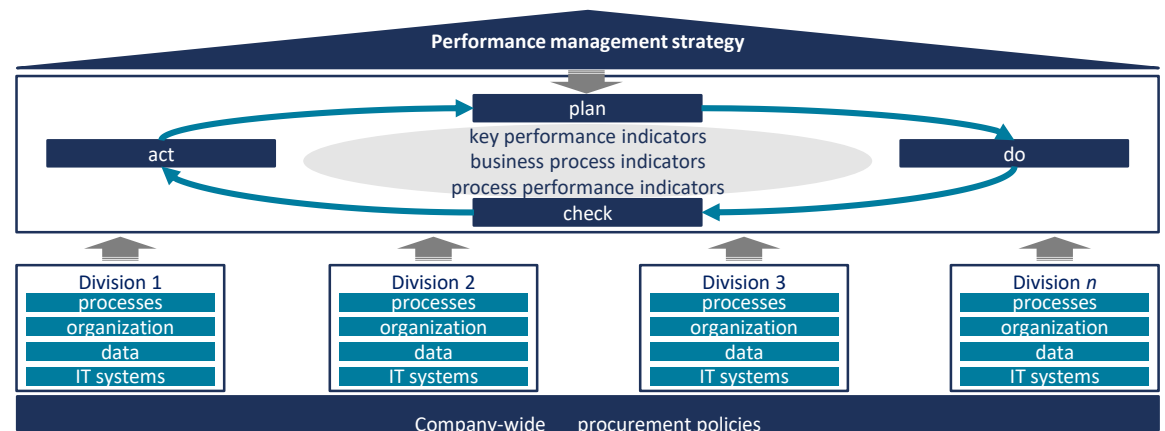 Performance management strategy
plan
key performance indicators
act
business process indicators
do
process performance indicators
check
Division 1
processes
organization
data
IT systems
Division 2
processes
organization
data
IT systems
Division 3
processes
organization
data
IT systems
Division n
processes
organization
data
IT systems
Company-wide procurement policies